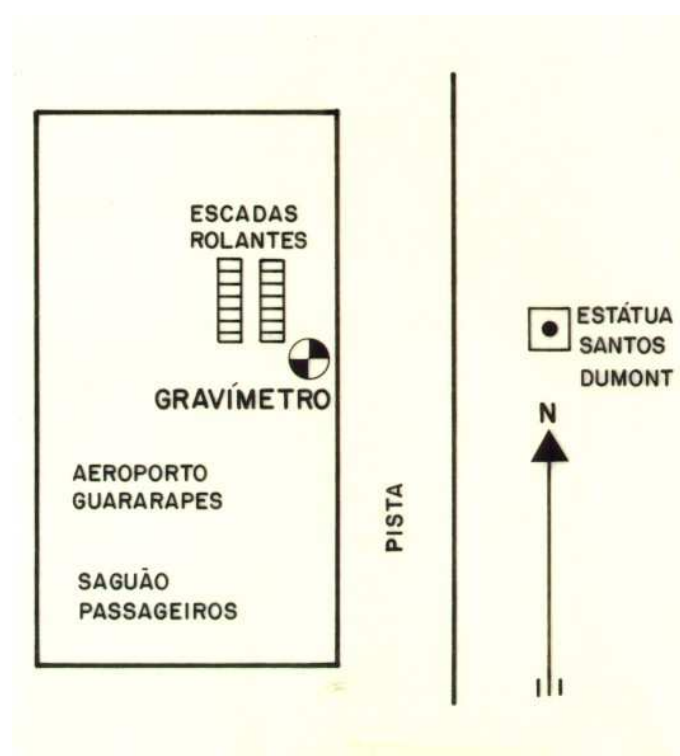 ESCADAS
ROLANTES
GRAVÍMETRO
AEROPORTO
GUARARAPES
SAGUÃO
PASSAGEIROS
PISTA
ESTÁTUA
SANTOS
DUMONT
N